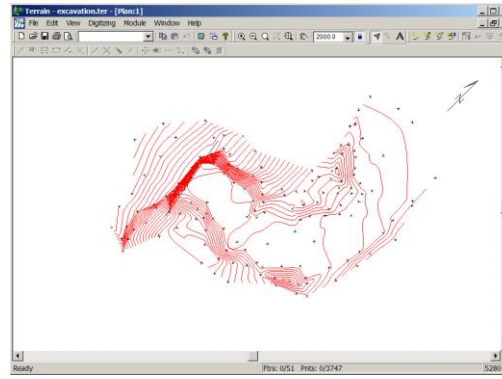 Terrain - excavation.ter - [Plan:1]
File Edit View Digitizing Module Window Help
2000.0
A
N
Ready
Ptrs: 0/51 Pnts: 0/3747